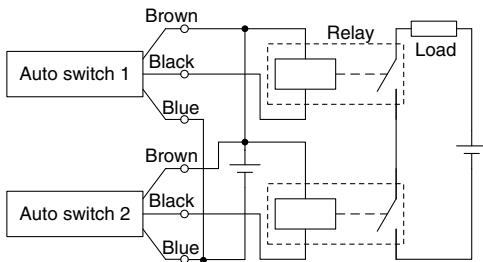 Brown
Relay
Load
Auto switch 1
Black
Blue
Brown
Auto switch 2
Black
Blue